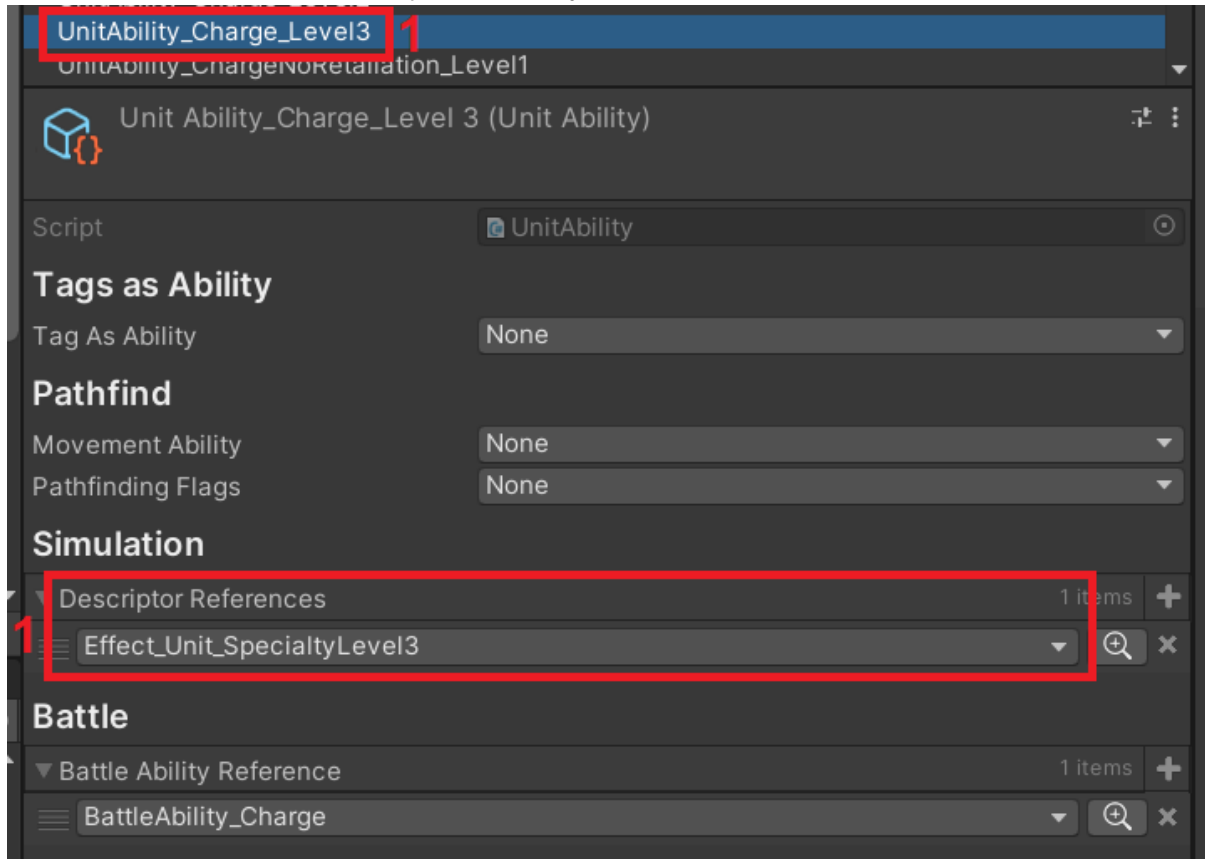 UnitAbility_Charge_Level2
UnitAbility_Charge_Level3 1
UnitAbility_ChargeNoRetaliation_Level1
Unit Ability_Charge_Level 3 (Unit Ability)
Script UnitAbility
Tags as Ability
Tag As Ability None
Pathfind
Movement Ability None
Pathfinding Flags None
Simulation
Descriptor References 1 items
1 Effect_Unit_SpecialtyLevel3
Battle
Battle Ability Reference 1 items
BattleAbility_Charge